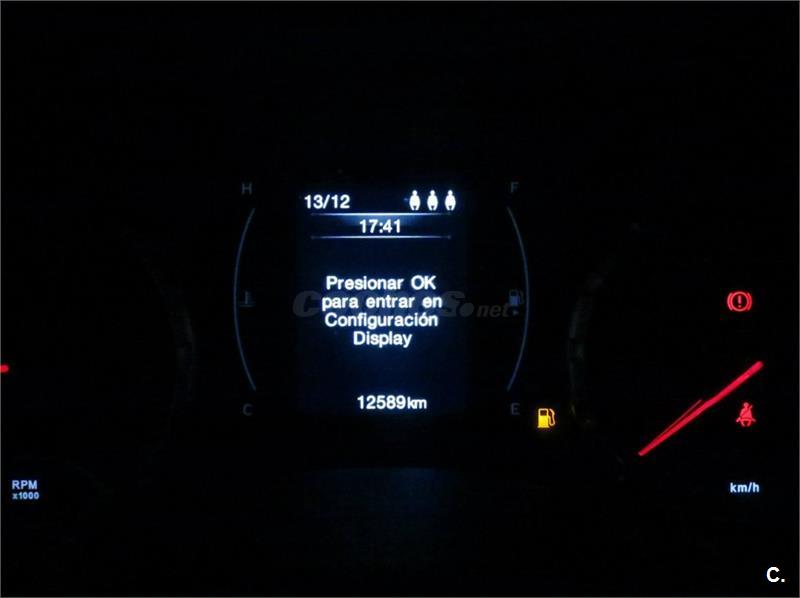 H
F
13/12
17:41
Presionar OK
para entrar en
Configuración
Display
12589km
C
E
RPM
x1000
km/h
C.